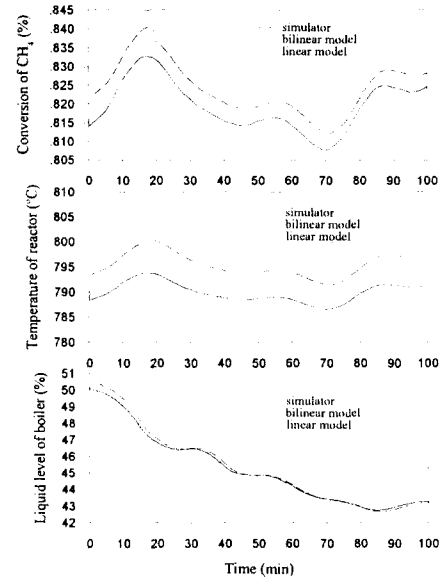 Conversion of CH4 (%)
.845
.840
.835
.830
.825
.820
.815
.810
.805
simulator
bilinear model
linear model
0 10 20 30 40 50 60 70 80 90 100
Temperature of reactor (°C)
810
805
800
795
790
785
780
simulator
bilinear model
linear model
0 10 20 30 40 50 60 70 80 90 100
Liquid level of boiler (%)
51
50
49
48
47
46
45
44
43
42
simulator
bilinear model
linear model
0 10 20 30 40 50 60 70 80 90 100
Time (min)